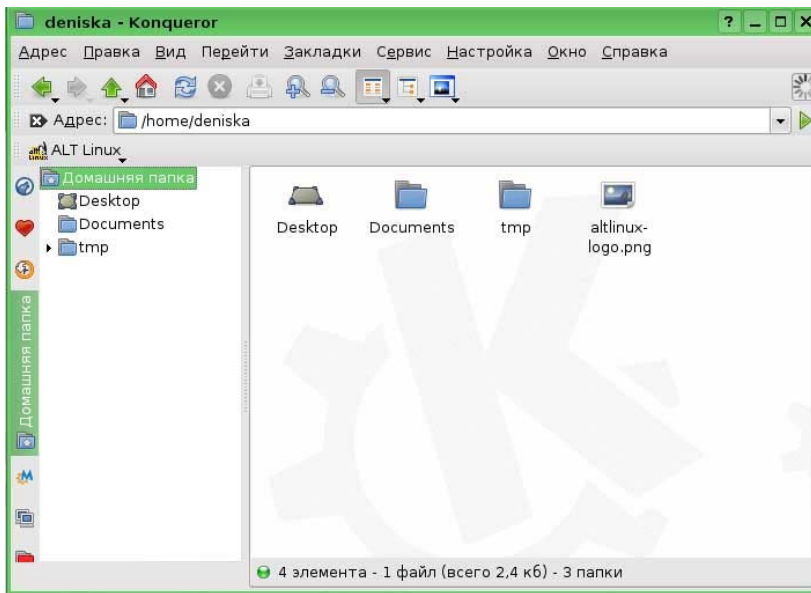 deniska - Konqueror
Адрес Правка Вид Перейти Закладки Сервис Настройка Окно Справка
Адрес: /home/deniska
ALT Linux
Домашняя папка
Desktop
Documents
tmp
Домашняя папка
Desktop Documents tmp altlinux-
logo.png
4 элемента - 1 файл (всего 2,4 кб) - 3 папки